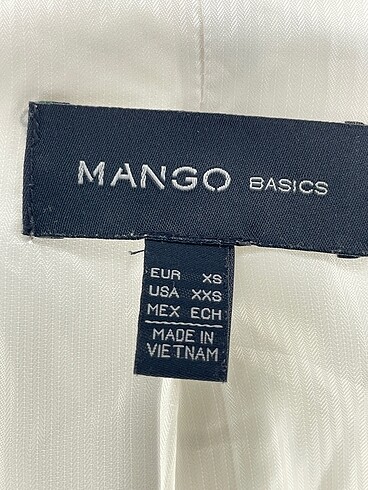 MANGO BASICS
EUR XS
USA XXS
MEX ECH
MADE IN
VIETNAM